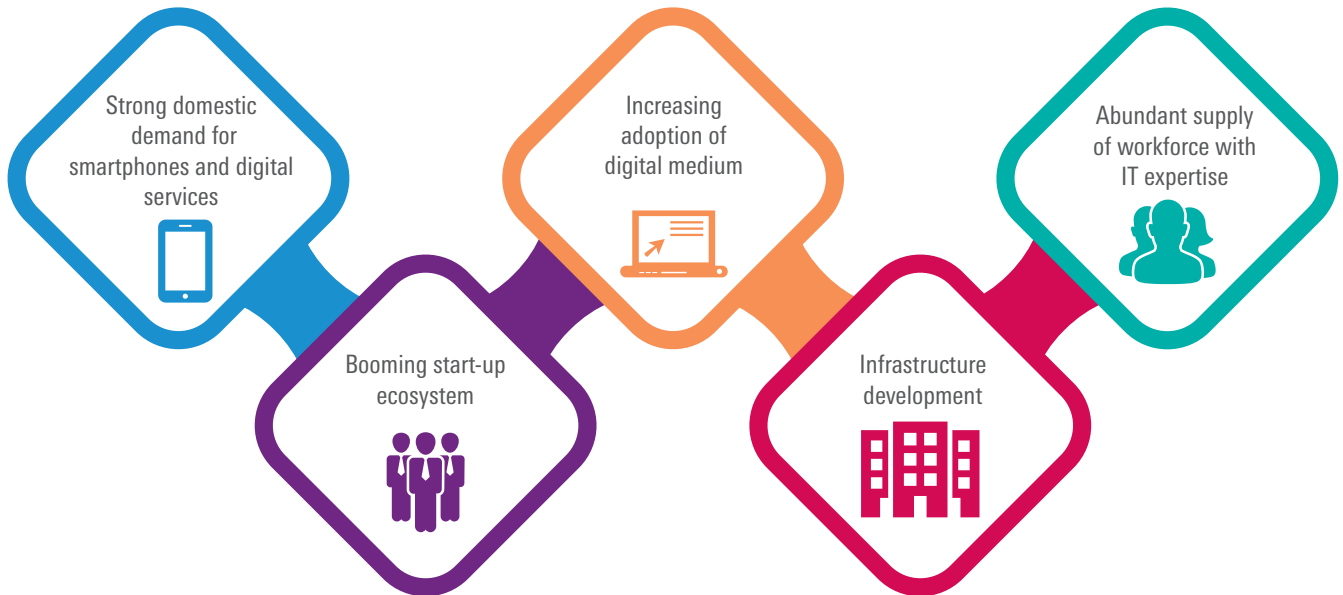 Strong domestic
demand for
smartphones and digital
services
Booming start-up
ecosystem
Increasing
adoption of
digital medium
Infrastructure
development
Abundant supply
of workforce with
IT expertise